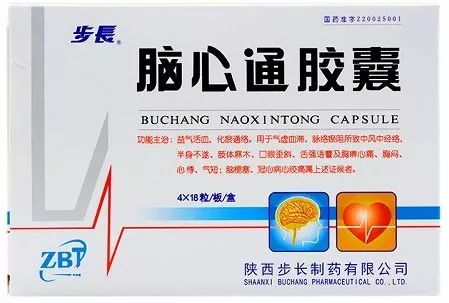 国药准字Z20025001
步長®
脑心通胶囊
BUCHANG NAOXINTONG CAPSULE
功能主治：益气活血，化瘀通络。用于气虚血滞、脉络瘀阻所致中风中经络，
半身不遂、肢体麻木、口眼歪斜、舌强语謇及胸痹心痛、胸闷、
心悸、气短；脑梗塞、冠心病心绞痛属上述证候者。
4×18粒/板/盒
ZBT
陕西步长制药有限公司
SHAANXI BUCHANG PHARMACEUTICAL CO., LTD.